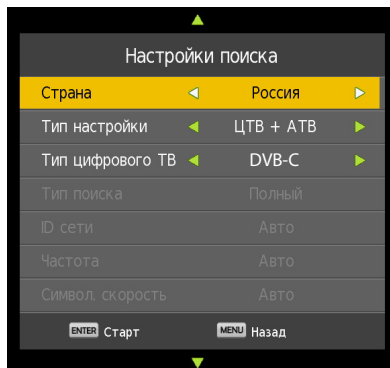 Настройки поиска
Страна Россия
Тип настройки ЦТВ + АТВ
Тип цифрового ТВ DVB-C
Тип поиска Полный
ID сети Авто
Частота Авто
Символ. скорость Авто
ENTER Старт MENU Назад